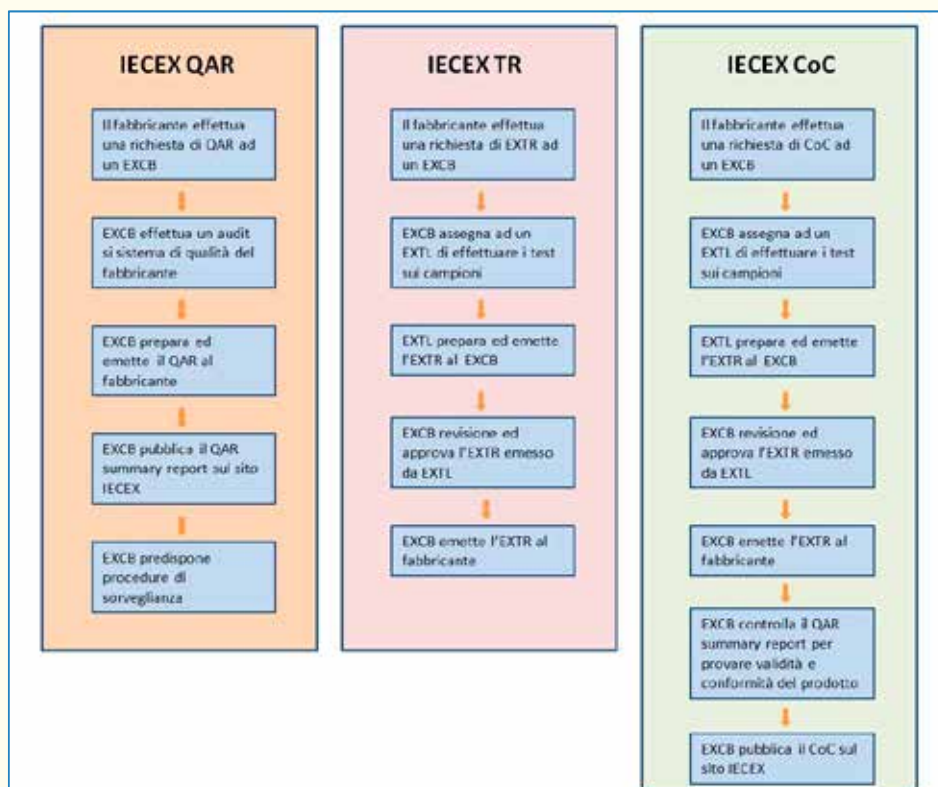 IECEX QAR
Il fabbricante effettua
una richiesta di QAR ad
un EXCB
EXCB effettua un audit
si sistema di qualità del
fabbricante
EXCB prepara ed
emette il QAR al
fabbricante
EXCB pubblica il QAR
summary report sul sito
IECEX
EXCB predispone
procedure di
sorveglianza
IECEX TR
Il fabbricante effettua
una richiesta di EXTR ad
un EXCB
EXCB assegna ad un
EXTL di effettuare i test
sui campioni
EXTL prepara ed emette
l'EXTR al EXCB
EXCB revisione ed
approva l'EXTR emesso
da EXTL
EXCB emette l'EXTR al
fabbricante
IECEX CoC
Il fabbricante effettua
una richiesta di CoC ad
un EXCB
EXCB assegna ad un
EXTL di effettuare i test
sui campioni
EXTL prepara ed emette
l'EXTR al EXCB
EXCB revisione ed
approva l'EXTR emesso
da EXTL
EXCB emette l'EXTR al
fabbricante
EXCB controlla il QAR
summary report per
provare validità e
conformità del prodotto
EXCB pubblica il CoC sul
sito IECEX